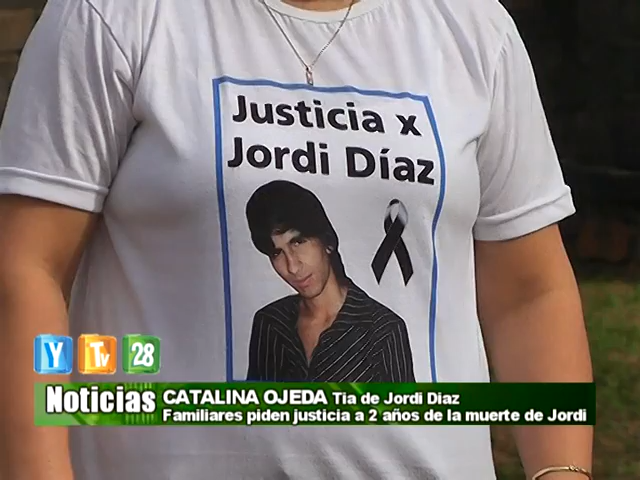 Justicia x
Jordi Díaz
Y Tv 28
Noticias
CATALINA OJEDA Tia de Jordi Diaz
Familiares piden justicia a 2 años de la muerte de Jordi